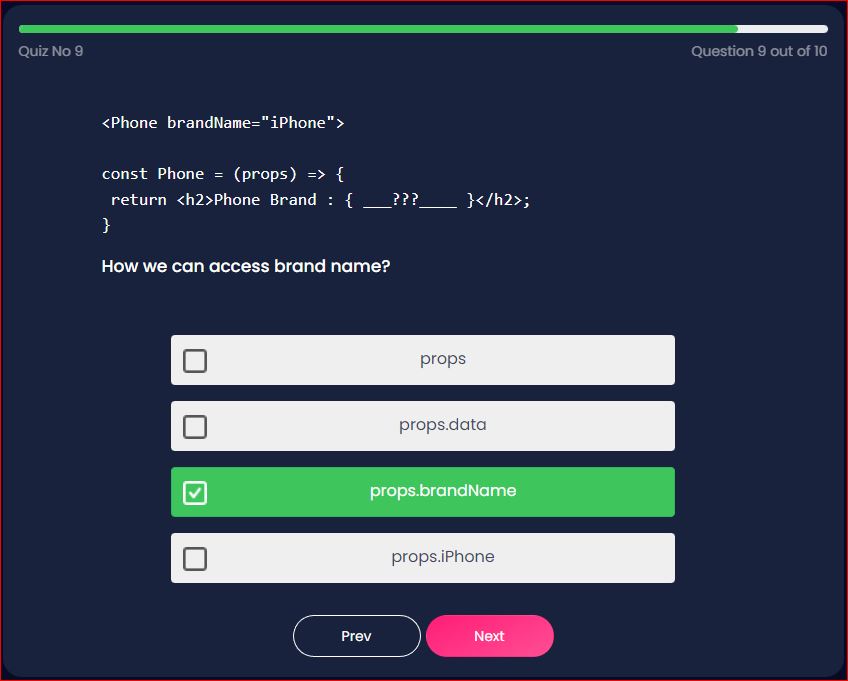 Quiz No 9
Question 9 out of 10
<Phone brandName="iPhone">
const Phone = (props) => {
 return <h2>Phone Brand : { ___???____ }</h2>;
}
How we can access brand name?
props
props.data
props.brandName
props.iPhone
Prev
Next